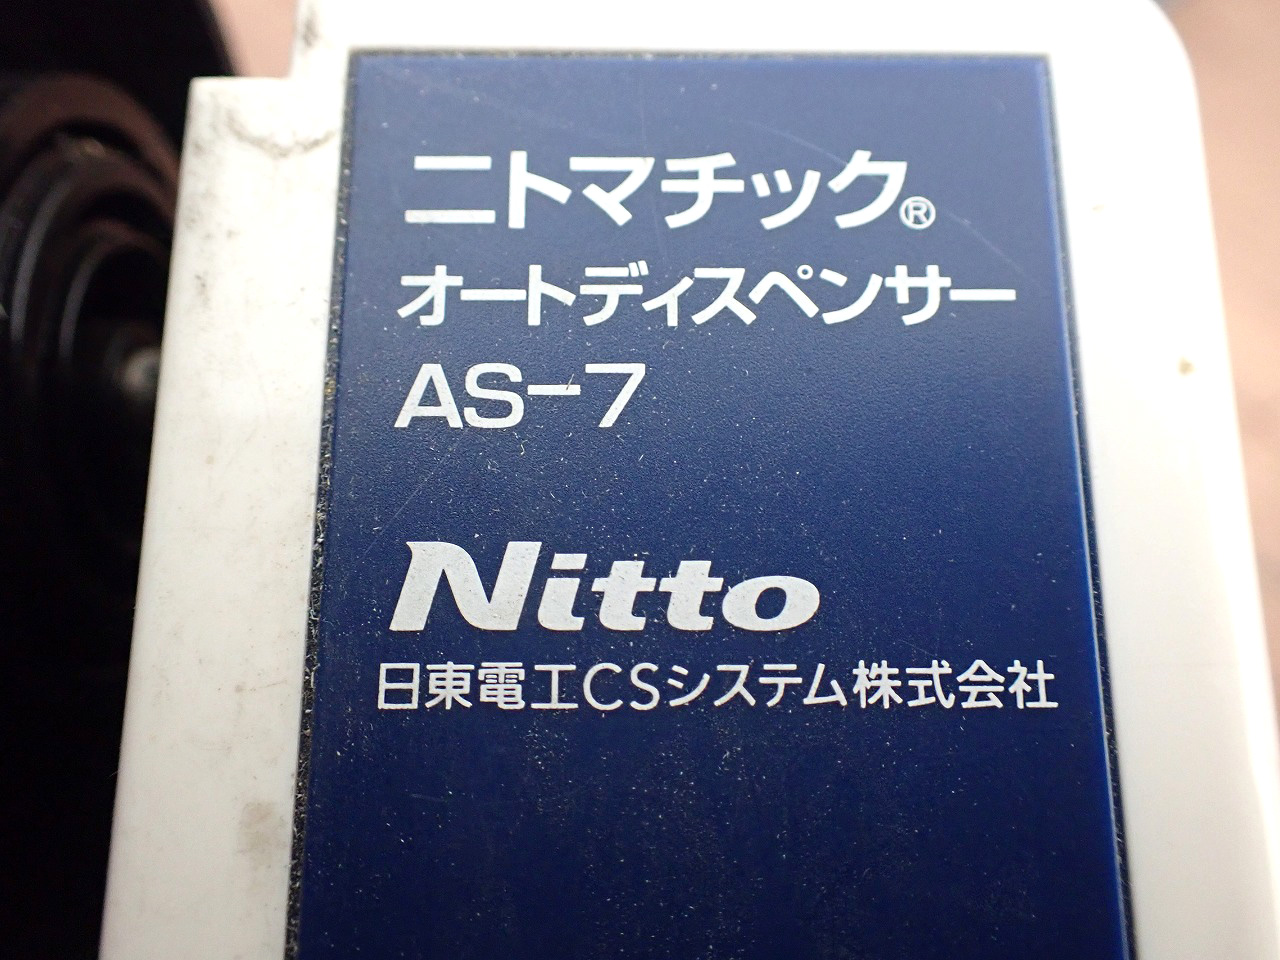 ニトマチック®
オートディスペンサー
AS-7
Nitto
日東電工CSシステム株式会社